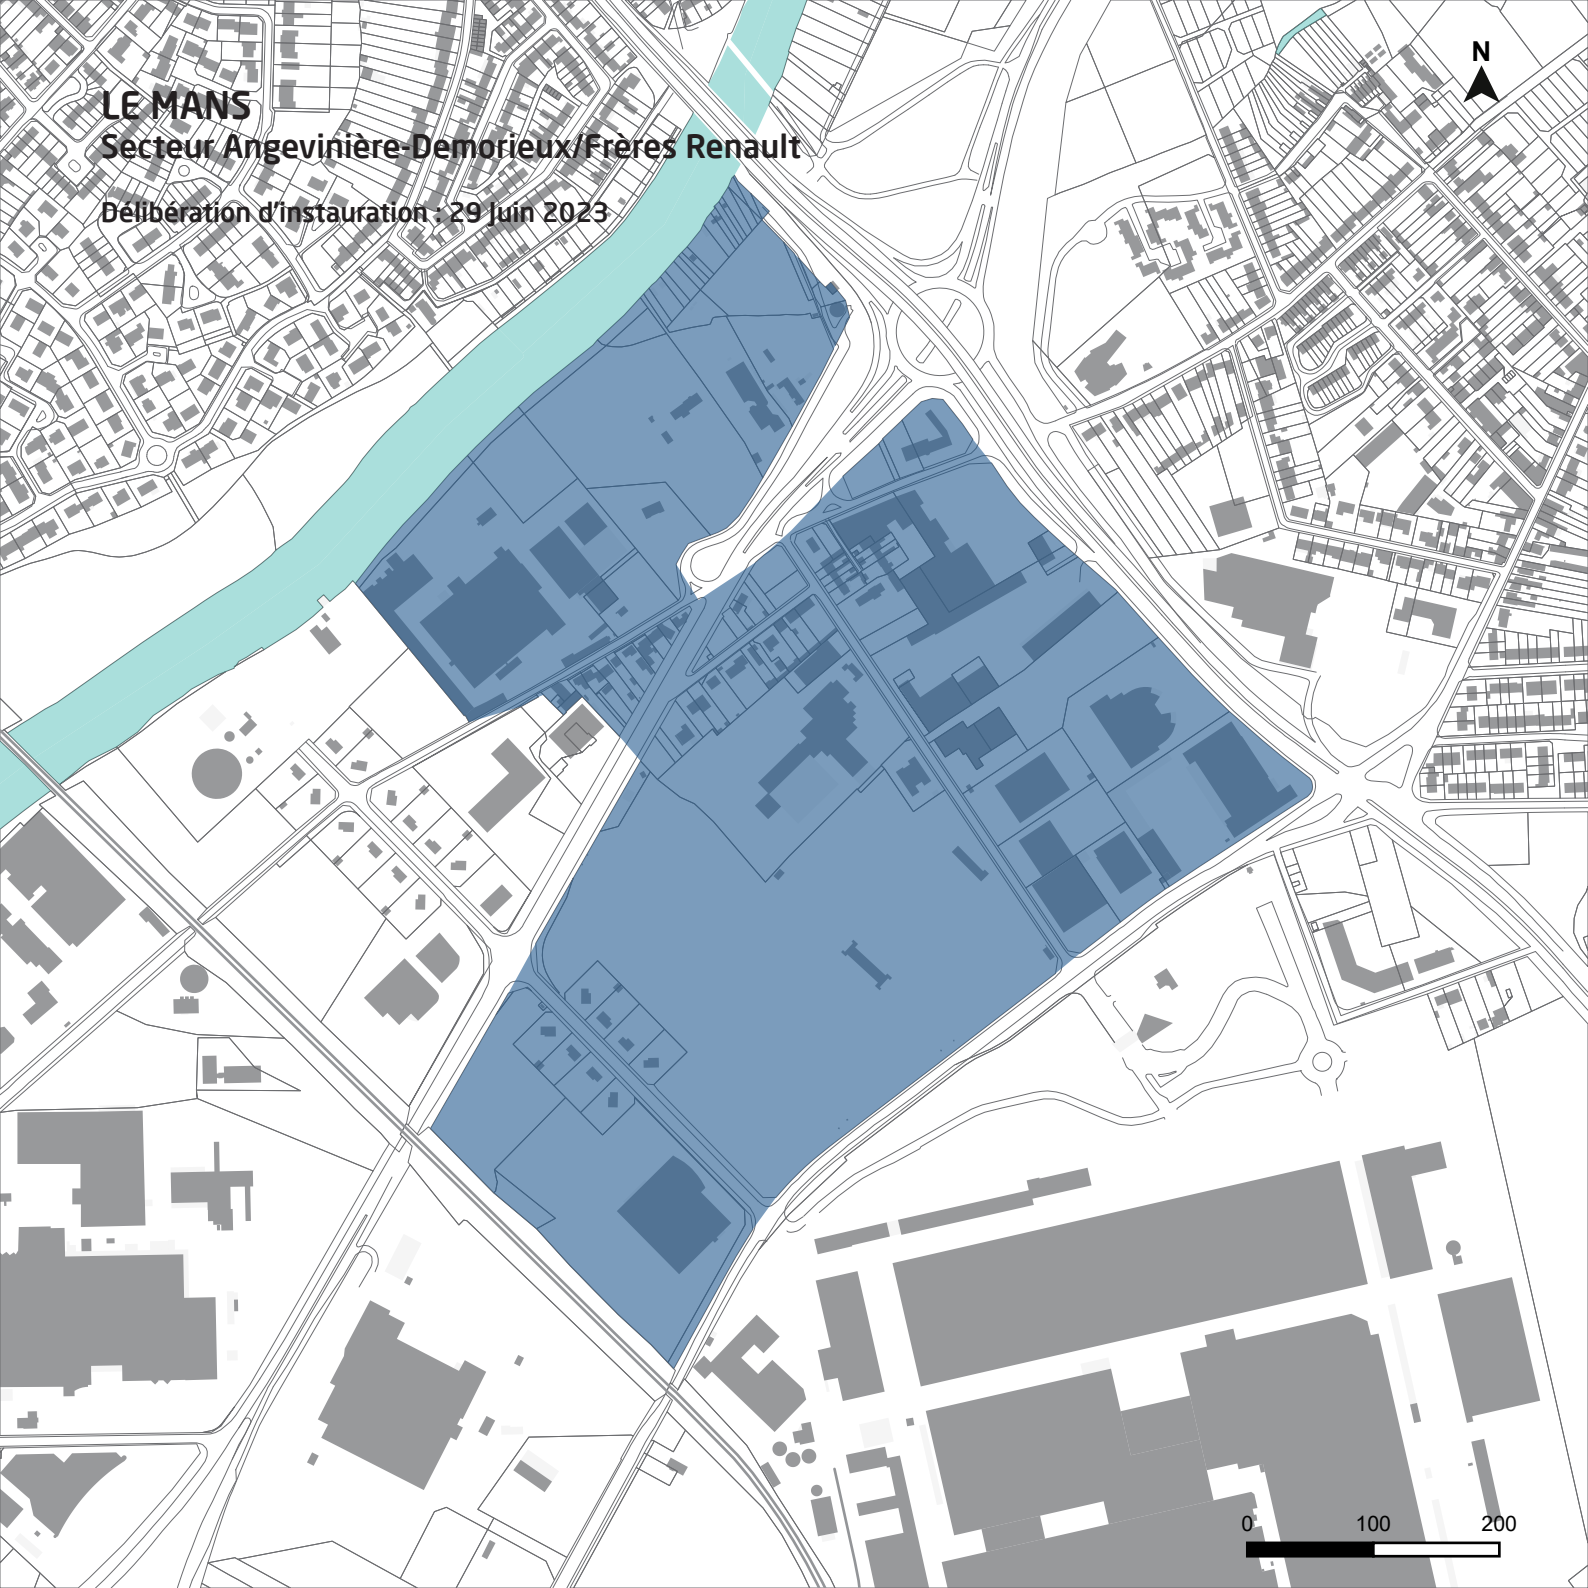 LE MANS
Secteur Angevinière-Demorieux/Frères Renault
Délibération d'instauration : 29 Juin 2023
N
0 100 200